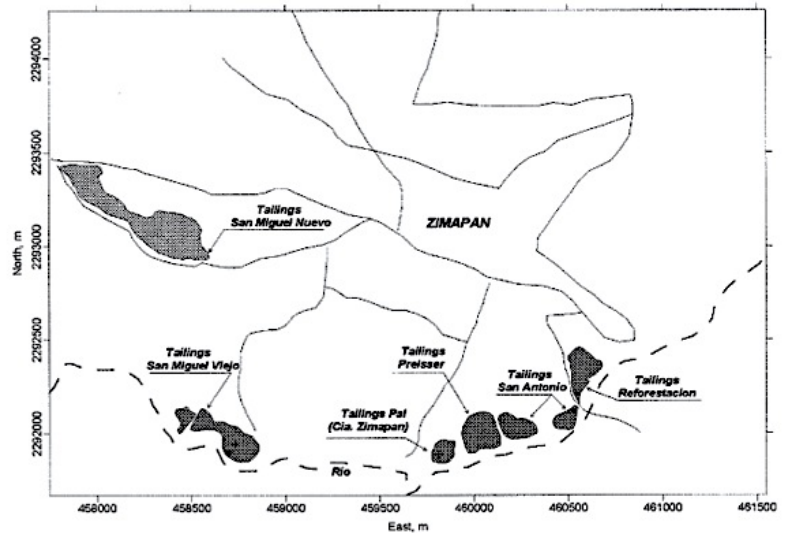 2294000
2293500
2293000
2292500
2292000
North, m
ZIMAPAN
Tailings
San Miguel Nuevo
Tailings
San Miguel Viejo
Tailings
Preisser
Tailings
San Antonio
Tailings
Reforestacion
Tailings Pal
(Cia. Zimapan)
Río
458000
458500
459000
459500
460000
460500
461000
461500
East, m